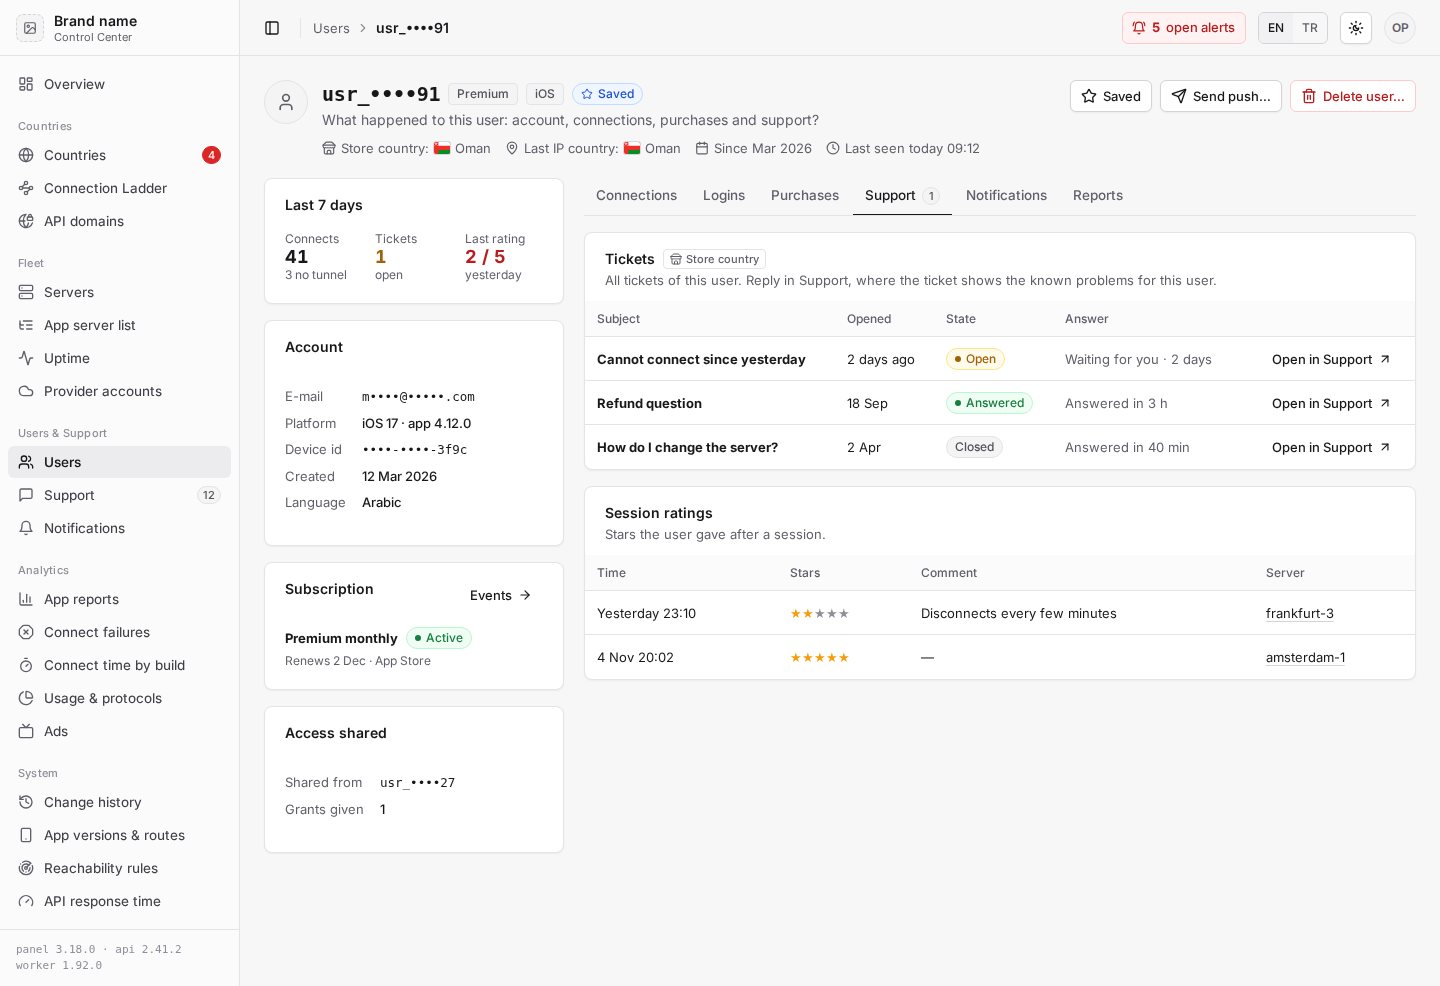 Brand name
Control Center
Overview
Countries
Countries 4
Connection Ladder
API domains
Fleet
Servers
App server list
Uptime
Provider accounts
Users & Support
Users
Support 12
Notifications
Analytics
App reports
Connect failures
Connect time by build
Usage & protocols
Ads
System
Change history
App versions & routes
Reachability rules
API response time
panel 3.18.0 · api 2.41.2
worker 1.92.0
Users > usr_••••91
5 open alerts
EN TR
OP
usr_••••91 Premium iOS Saved
What happened to this user: account, connections, purchases and support?
Store country: Oman Last IP country: Oman Since Mar 2026 Last seen today 09:12
Saved Send push... Delete user...
Last 7 days
Connects Tickets Last rating
41 1 2 / 5
3 no tunnel open yesterday
Account
E-mail m••••@•••••.com
Platform iOS 17 · app 4.12.0
Device id ••••-••••-3f9c
Created 12 Mar 2026
Language Arabic
Subscription Events →
Premium monthly Active
Renews 2 Dec · App Store
Access shared
Shared from usr_••••27
Grants given 1
Connections Logins Purchases Support 1 Notifications Reports
Tickets Store country
All tickets of this user. Reply in Support, where the ticket shows the known problems for this user.
Subject Opened State Answer
Cannot connect since yesterday 2 days ago Open Waiting for you · 2 days Open in Support ↗
Refund question 18 Sep Answered Answered in 3 h Open in Support ↗
How do I change the server? 2 Apr Closed Answered in 40 min Open in Support ↗
Session ratings
Stars the user gave after a session.
Time Stars Comment Server
Yesterday 23:10 ★★★★★ Disconnects every few minutes frankfurt-3
4 Nov 20:02 ★★★★★ — amsterdam-1